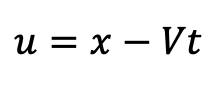 u = x − Vt